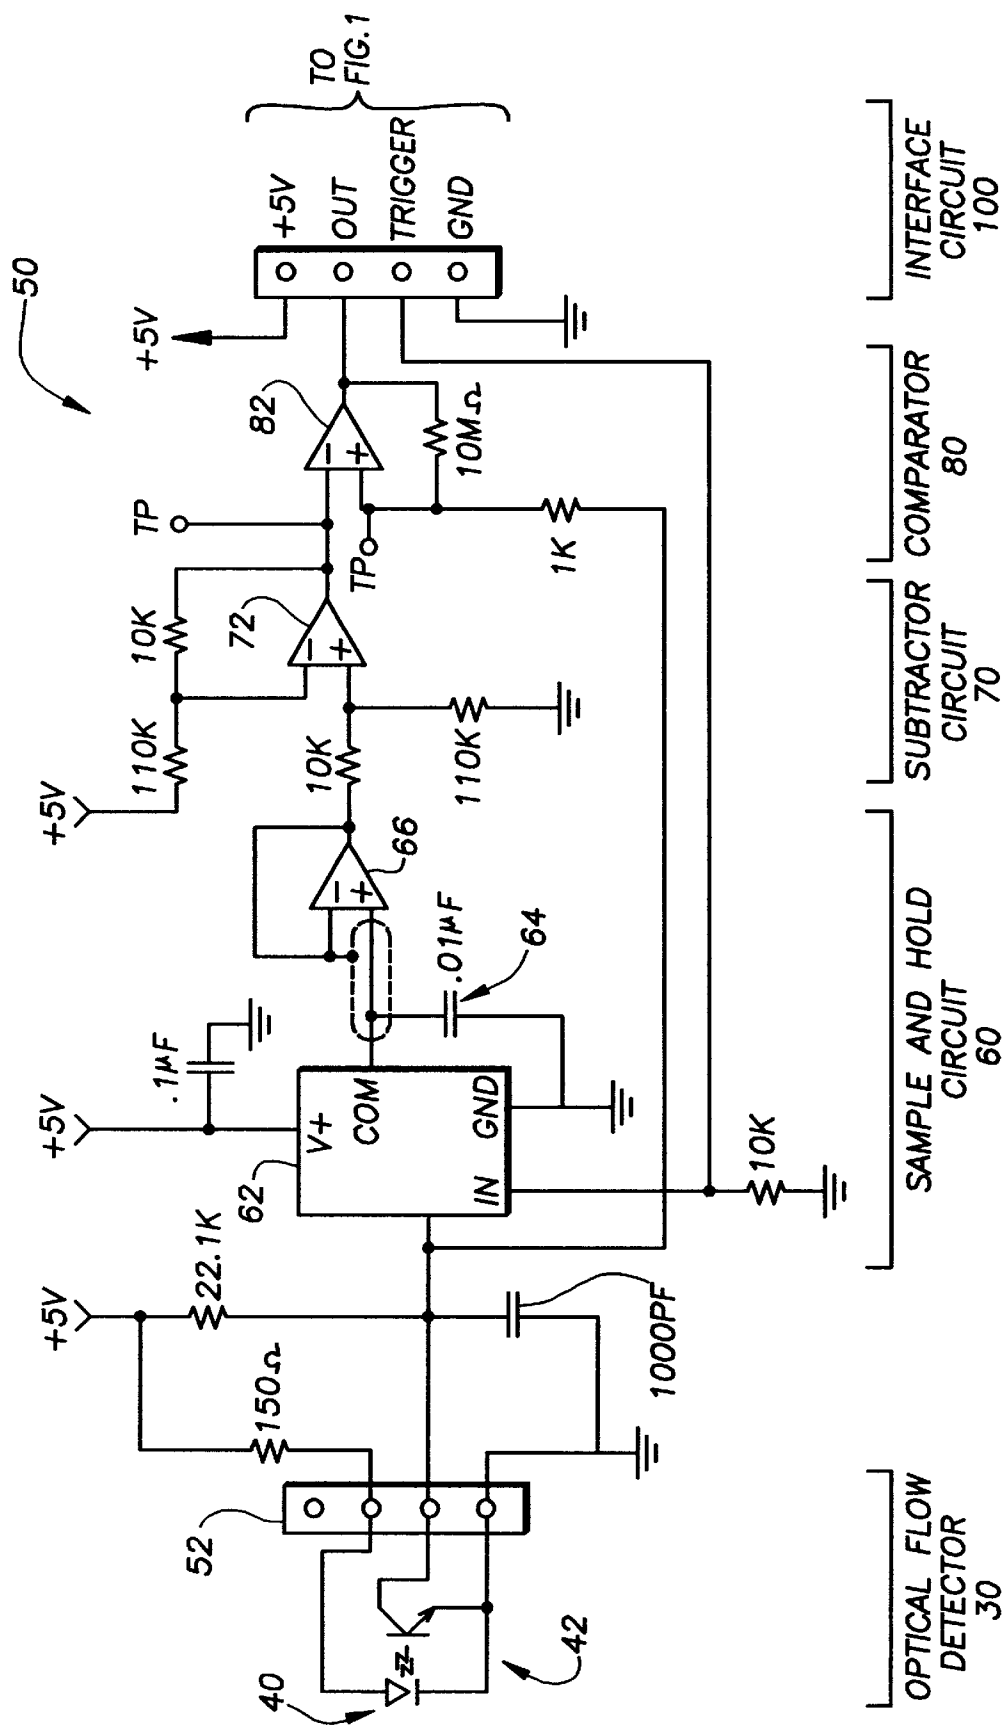 50
+5V
+5V
+5V
+5V
TO
FIG.1
+5V
OUT
TRIGGER
GND
150Ω
22.1K
.1µF
110K
10K
TP
52
62
V+
COM
IN
GND
66
72
82
TP
10K
110K
10MΩ
1K
.01µF
64
40
42
1000PF
10K
OPTICAL FLOW
DETECTOR
30
SAMPLE AND HOLD
CIRCUIT
60
SUBTRACTOR
CIRCUIT
70
COMPARATOR
80
INTERFACE
CIRCUIT
100